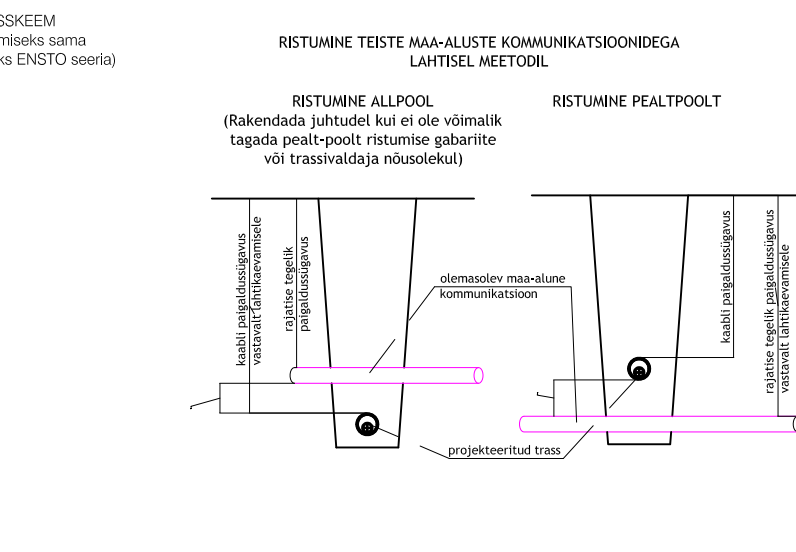 SSKEEM
miseks sama
ks ENSTO seeria)
RISTUMINE TEISTE MAA-ALUSTE KOMMUNIKATSIOONIDEGA
LAHTISEL MEETODIL
RISTUMINE ALLPOOL
(Rakendada juhtudel kui ei ole võimalik
tagada pealt-poolt ristumise gabariite
või trassivaldaja nõusolekul)
RISTUMINE PEALTPOOLT
kaabli paigaldussügavus
vastavalt lahtikaevamisele
rajatise tegelik
paigaldussügavus
olemasolev maa-alune
kommunikatsioon
projekteeritud trass
kaabli paigaldussügavus
rajatise tegelik paigaldussügavus
vastavalt lahtikaevamisele